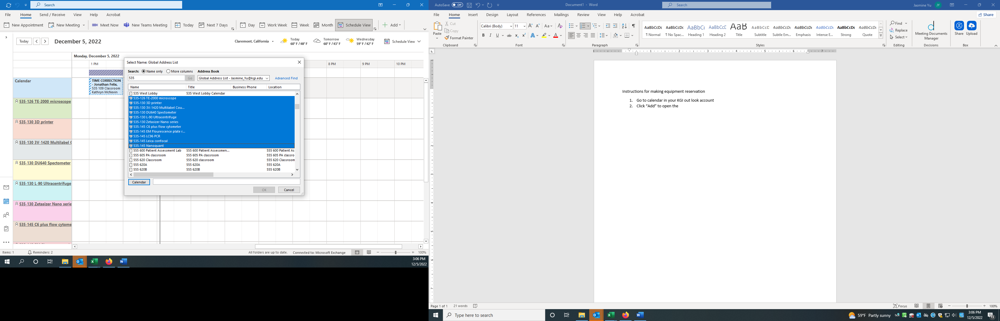 Search
File Home Send / Receive View Help Acrobat
New Appointment New Meeting Meet Now New Teams Meeting Today Next 7 Days Day Work Week Week Month Schedule View Add
Today December 5, 2022 Claremont, California Today 60° F / 48° F Tomorrow 60° F / 43° F Wednesday 59° F / 42° F Schedule View
Monday, December 5, 2022
1 PM 8 PM 9 PM 10 PM
Calendar
TIME CORRECTION
- Jonathan Felix,
535 109 Classroom
Kathryn McNevin
535-126 TE-2000 microscope
535-130 3D printer
535-130 3V-1420 Multilabel
535-130 DU640 Spectometer
535-130 L-90 Ultracentrifuge
535-130 Zetasizer Nano serie
535-145 C6 plus flow cytome
Select Name: Global Address List
Search: Name only More columns Address Book
535 Go Global Address List - Jasmine_Yu@kgi.edu Advanced Find
Name Title Business Phone Location
535 West Lobby 535 West Lobby Calendar
535-126 TE-2000 microscope
535-130 3D printer
535-130 3V-1420 Multilabel Cou...
535-130 DU640 Spectometer
535-130 L-90 Ultracentrifuge
535-130 Zetasizer Nano series
535-145 C6 plus flow cytometer
535-145 EM Flourescence plate r...
535-145 LC96 PCR
535-145 Leica confocal
535-145 Nanoquant
555 600 Patient Assessment Lab 555 600 Patient Assessmen... 555 600 Patient As
555 605 PA classroom 555 605 PA classroom 555 605 PA classro
555 620 Classroom 555 620 classroom 555 620 Classroom
555 620A 555 620A 555 620A
555 620B 555 620B 555 620B
Calendar
OK Cancel
Items: 1 Reminders: 2 All folders are up to date. Connected to: Microsoft Exchange 100%
3:06 PM
12/5/2022
AutoSave Off Document1 - Word Search Jasmine Yu JY
File Home Insert Design Layout References Mailings Review View Help Acrobat Share
Paste Cut Copy Format Painter
Clipboard
Calibri (Body) 11
Font
Paragraph
AaBbCcDc AaBbCcDc AaBbCc AaBbCcC AaB AaBbCcD AaBbCcDt AaBbCcDt AaBbCcDt AaBbCcDc AaBbCcDt
¶ Normal ¶ No Spac... Heading 1 Heading 2 Title Subtitle Subtle Em... Emphasis Intense E... Strong Quote
Styles
Find
Replace
Select
Editing
Meeting Documents Manager
Decisions
Share Upload
Box
Instructions for making equipment reservation
1. Go to calendar in your KGI out look account
2. Click “Add” to open the
Page 1 of 1 21 words Focus 100%
Type here to search 59°F Partly sunny 3:06 PM
12/5/2022 13